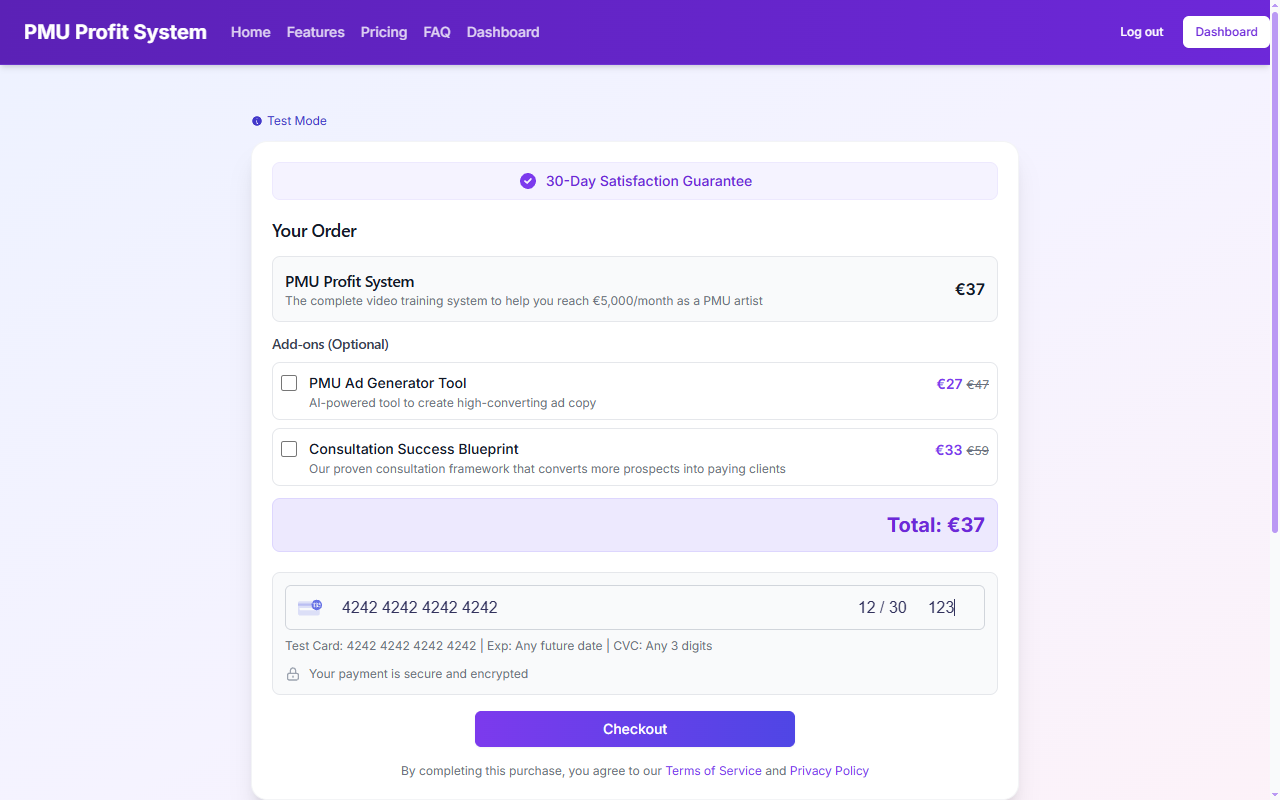 PMU Profit System Home Features Pricing FAQ Dashboard Log out Dashboard
Test Mode
30-Day Satisfaction Guarantee
Your Order
PMU Profit System
The complete video training system to help you reach €5,000/month as a PMU artist
€37
Add-ons (Optional)
PMU Ad Generator Tool
€27 €47
AI-powered tool to create high-converting ad copy
Consultation Success Blueprint
€33 €59
Our proven consultation framework that converts more prospects into paying clients
Total: €37
4242 4242 4242 4242 12 / 30 123
Test Card: 4242 4242 4242 4242 | Exp: Any future date | CVC: Any 3 digits
Your payment is secure and encrypted
Checkout
By completing this purchase, you agree to our Terms of Service and Privacy Policy